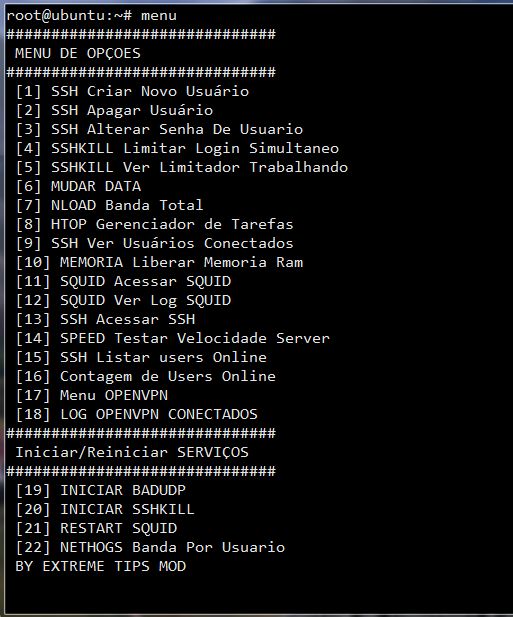 root@ubuntu:~# menu
##############################
MENU DE OPÇOES
##############################
[1] SSH Criar Novo Usuário
[2] SSH Apagar Usuário
[3] SSH Alterar Senha De Usuario
[4] SSHKILL Limitar Login Simultaneo
[5] SSHKILL Ver Limitador Trabalhando
[6] MUDAR DATA
[7] NLOAD Banda Total
[8] HTOP Gerenciador de Tarefas
[9] SSH Ver Usuários Conectados
[10] MEMORIA Liberar Memoria Ram
[11] SQUID Acessar SQUID
[12] SQUID Ver Log SQUID
[13] SSH Acessar SSH
[14] SPEED Testar Velocidade Server
[15] SSH Listar users Online
[16] Contagem de Users Online
[17] Menu OPENVPN
[18] LOG OPENVPN CONECTADOS
##############################
Iniciar/Reiniciar SERVIÇOS
##############################
[19] INICIAR BADUDP
[20] INICIAR SSHKILL
[21] RESTART SQUID
[22] NETHOGS Banda Por Usuario
BY EXTREME TIPS MOD